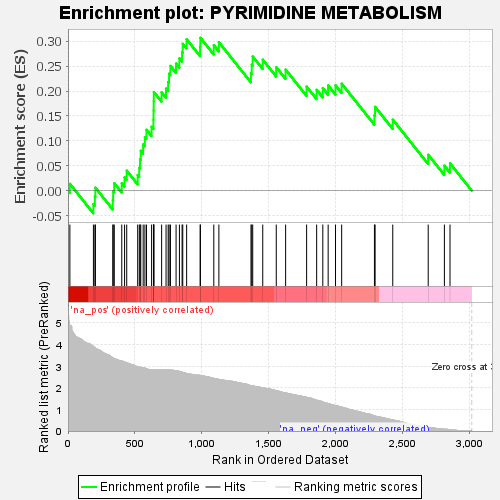 Enrichment plot: PYRIMIDINE METABOLISM
Enrichment score (ES)
0.30
0.25
0.20
0.15
0.10
0.05
0.00
-0.05
'na_pos' (positively correlated)
Ranked list metric (PreRanked)
5
4
3
2
1
0
Zero cross at 3
'na_neg' (negatively correlated)
0
500
1,000
1,500
2,000
2,500
3,000
Rank in Ordered Dataset
Enrichment profile
Hits
Ranking metric scores